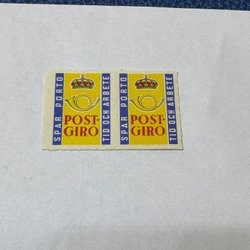 SPAR PORTO
POST-
GIRO
TID OCH ARBETE
SPAR PORTO
POST-
GIRO
TID OCH ARBETE